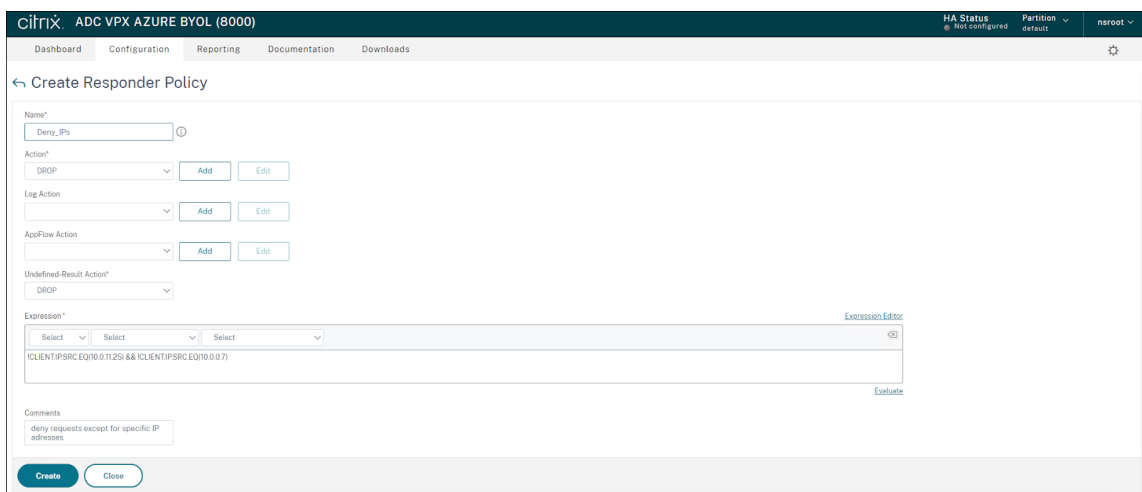 citrix. ADC VPX AZURE BYOL (8000)
HA Status
Not configured
Partition
default
nsroot
Dashboard Configuration Reporting Documentation Downloads
Create Responder Policy
Name*
Deny_IPs
Action*
DROP Add Edit
Log Action
Add Edit
AppFlow Action
Add Edit
Undefined-Result Action*
DROP
Expression* Expression Editor
Select Select Select
!CLIENT.IP.SRC.EQ(10.0.11.25) && !CLIENT.IP.SRC.EQ(10.0.0.7)
Evaluate
Comments
deny requests except for specific IP
adresses
Create Close